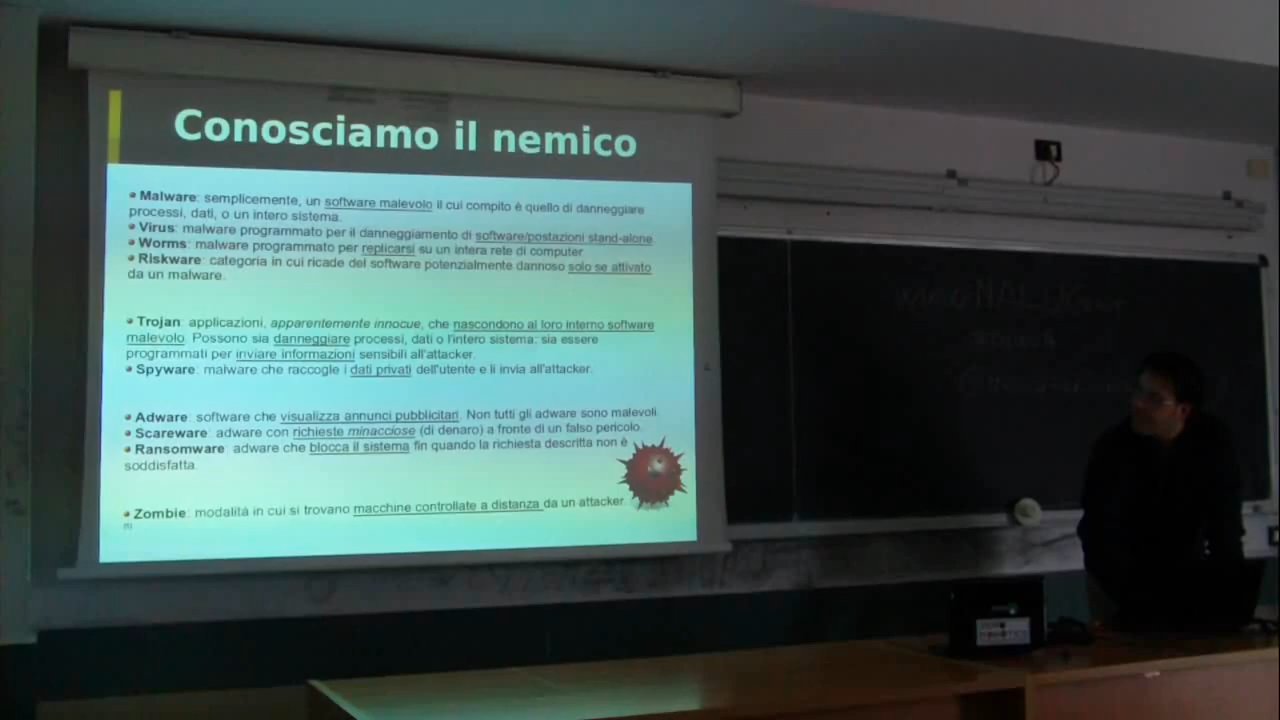 Conosciamo il nemico
Malware: semplicemente, un software malevolo il cui compito è quello di danneggiare
processi, dati, o un intero sistema.
Virus: malware programmato per il danneggiamento di software/postazioni stand-alone.
Worms: malware programmato per replicarsi su un intera rete di computer
Riskware: categoria in cui ricade del software potenzialmente dannoso solo se attivato
da un malware.
Trojan: applicazioni, apparentemente innocue, che nascondono al loro interno software
malevolo. Possono sia danneggiare processi, dati o l'intero sistema: sia essere
programmati per inviare informazioni sensibili all'attacker.
Spyware: malware che raccoglie i dati privati dell'utente e li invia all'attacker.
Adware: software che visualizza annunci pubblicitari. Non tutti gli adware sono malevoli.
Scareware: adware con richieste minacciose (di denaro) a fronte di un falso pericolo.
Ransomware: adware che blocca il sistema fin quando la richiesta descritta non è
soddisfatta.
Zombie: modalità in cui si trovano macchine controllate a distanza da un attacker.